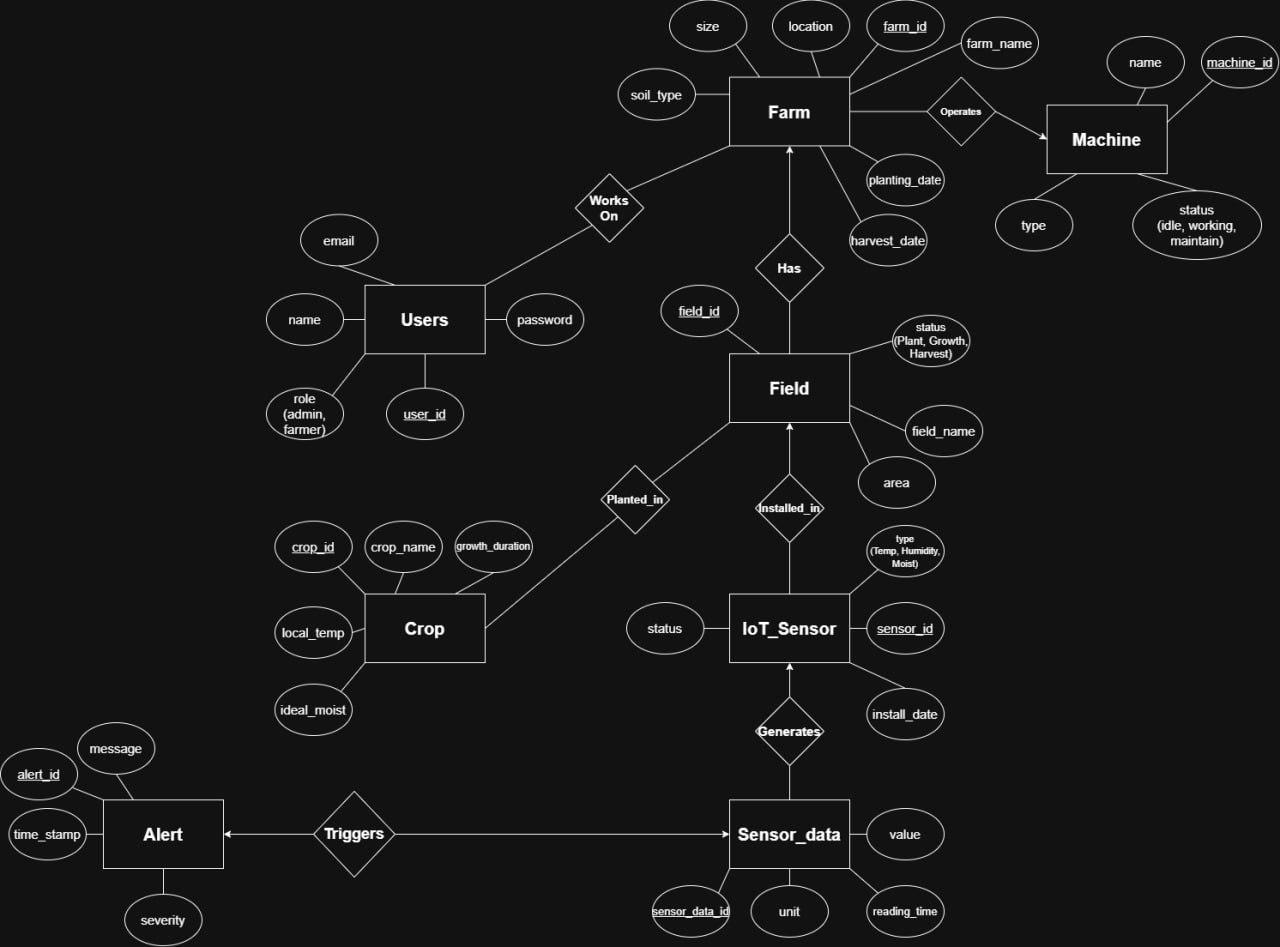 size
location
farm_id
farm_name
soil_type
Farm
Operates
name
machine_id
Machine
type
status
(idle, working,
maintain)
planting_date
harvest_date
Works
On
Has
email
name
Users
password
role
(admin,
farmer)
user_id
field_id
status
(Plant, Growth,
Harvest)
Field
field_name
area
Planted_in
Installed_in
crop_id
crop_name
growth_duration
local_temp
Crop
ideal_moist
type
(Temp, Humidity,
Moist)
status
IoT_Sensor
sensor_id
install_date
Generates
message
alert_id
time_stamp
Alert
severity
Triggers
Sensor_data
value
sensor_data_id
unit
reading_time